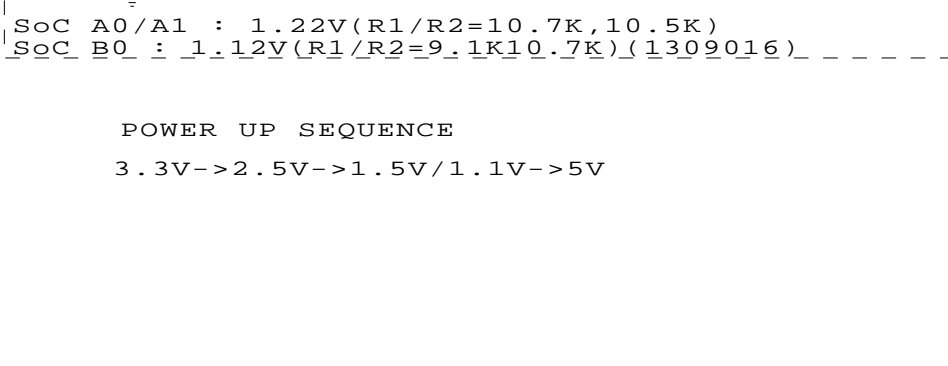 SoC A0/A1 : 1.22V(R1/R2=10.7K,10.5K)
SoC B0 : 1.12V(R1/R2=9.1K10.7K)(1309016)
POWER UP SEQUENCE
3.3V->2.5V->1.5V/1.1V->5V